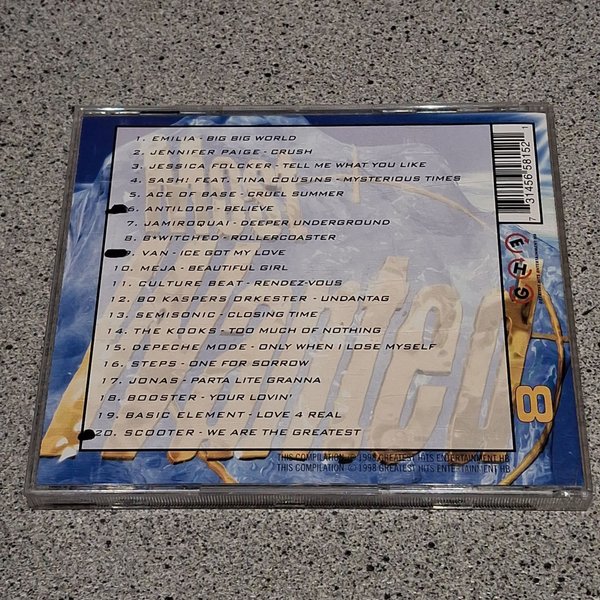 1. EMILIA - BIG BIG WORLD
2. JENNIFER PAIGE - CRUSH
3. JESSICA FOLCKER - TELL ME WHAT YOU LIKE
4. SASH! FEAT. TINA COUSINS - MYSTERIOUS TIMES
5. ACE OF BASE - CRUEL SUMMER
6. ANTILOOP - BELIEVE
7. JAMIROQUAI - DEEPER UNDERGROUND
8. B*WITCHED - ROLLERCOASTER
9. VAN - ICE GOT MY LOVE
10. MEJA - BEAUTIFUL GIRL
11. CULTURE BEAT - RENDEZ-VOUS
12. BO KASPERS ORKESTER - UNDANTAG
13. SEMISONIC - CLOSING TIME
14. THE KOOKS - TOO MUCH OF NOTHING
15. DEPECHE MODE - ONLY WHEN I LOSE MYSELF
16. STEPS - ONE FOR SORROW
17. JONAS - PARTA LITE GRANNA
18. BOOSTER - YOUR LOVIN'
19. BASIC ELEMENT - LOVE 4 REAL
20. SCOOTER - WE ARE THE GREATEST
THIS COMPILATION ℗ 1998 GREATEST HITS ENTERTAINMENT HB
THIS COMPILATION © 1998 GREATEST HITS ENTERTAINMENT HB
7 31456 58152 1
GHE
Wanted
8